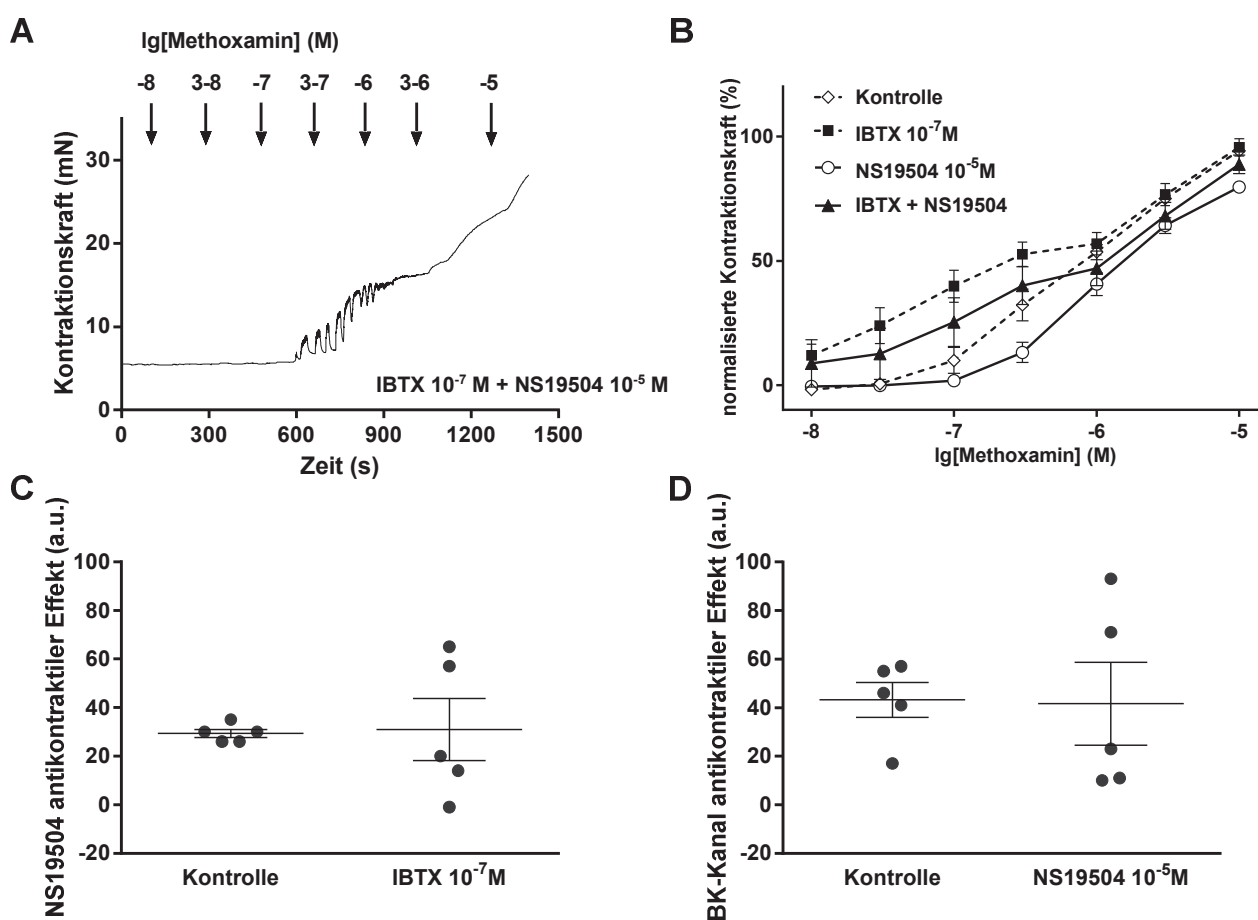 A
lg[Methoxamin] (M)
-8 3-8 -7 3-7 -6 3-6 -5
Kontraktionskraft (mN)
30
20
10
0
IBTX 10⁻⁷ M + NS19504 10⁻⁵ M
0 300 600 900 1200 1500
Zeit (s)
B
normalisierte Kontraktionskraft (%)
Kontrolle
IBTX 10⁻⁷M
NS19504 10⁻⁵M
IBTX + NS19504
100
50
0
-8 -7 -6 -5
lg[Methoxamin] (M)
C
NS19504 antikontraktiler Effekt (a.u.)
100
80
60
40
20
0
-20
Kontrolle IBTX 10⁻⁷M
D
BK-Kanal antikontraktiler Effekt (a.u.)
100
80
60
40
20
0
-20
Kontrolle NS19504 10⁻⁵M